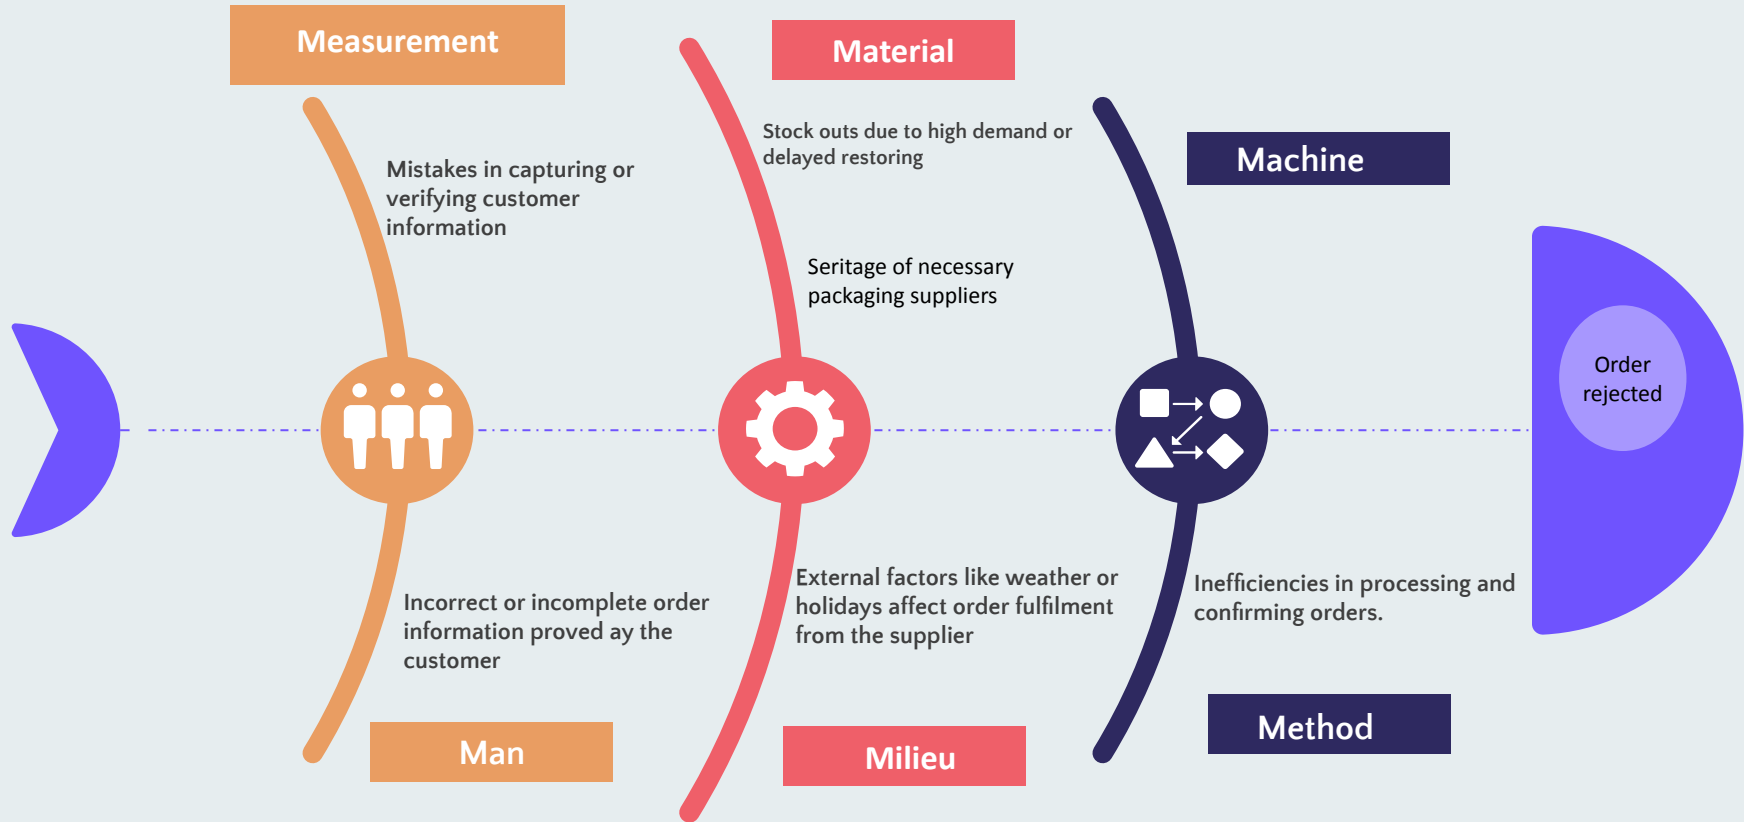 Measurement
Mistakes in capturing or
verifying customer
information
Material
Stock outs due to high demand or
delayed restoring
Seritage of necessary
packaging suppliers
Machine
Order
rejected
Incorrect or incomplete order
information proved ay the
customer
Man
External factors like weather or
holidays affect order fulfilment
from the supplier
Milieu
Inefficiencies in processing and
confirming orders.
Method